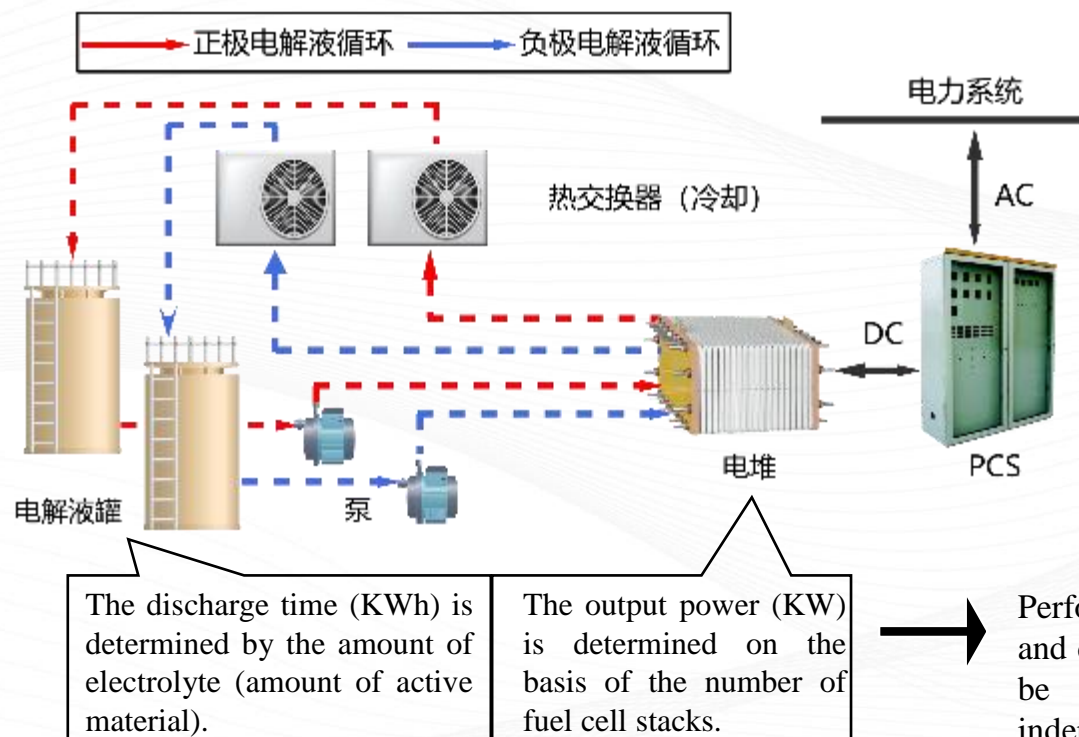 正极电解液循环
负极电解液循环
电力系统
热交换器（冷却）
AC
DC
电堆
PCS
电解液罐
泵
The discharge time (KWh) is
determined by the amount of
electrolyte (amount of active
material).
The output power (KW)
is determined on the
basis of the number of
fuel cell stacks.
and
be